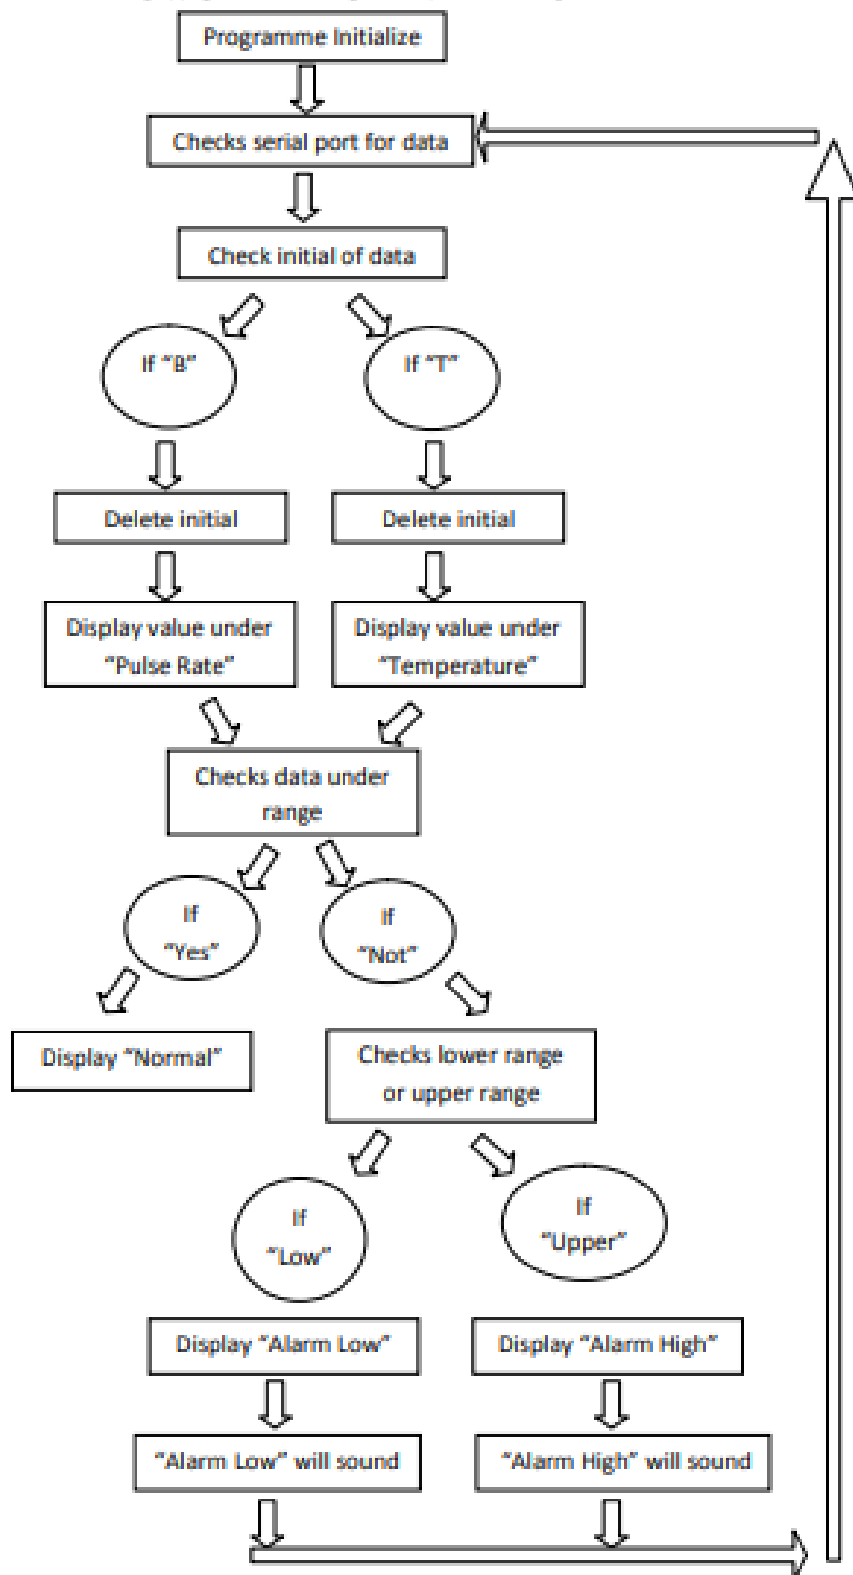 Programme Initialize
Checks serial port for data
Check initial of data
If "B"
If "T"
Delete initial
Delete initial
Display value under
"Pulse Rate"
Display value under
"Temperature"
Checks data under
range
If
"Yes"
If
"Not"
Display "Normal"
Checks lower range
or upper range
If
"Low"
If
"Upper"
Display "Alarm Low"
Display "Alarm High"
"Alarm Low" will sound
"Alarm High" will sound